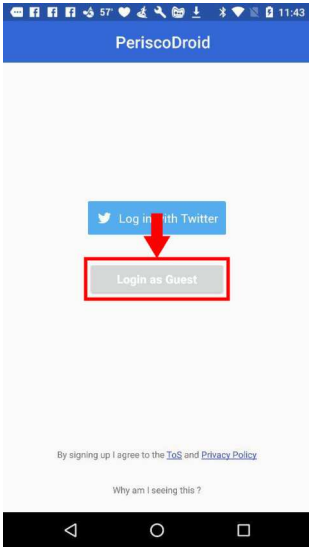 57° 11:43
PeriscoDroid
Log in with Twitter
LogIn as Guest
By signing up I agree to the ToS and Privacy Policy
Why am I seeing this ?